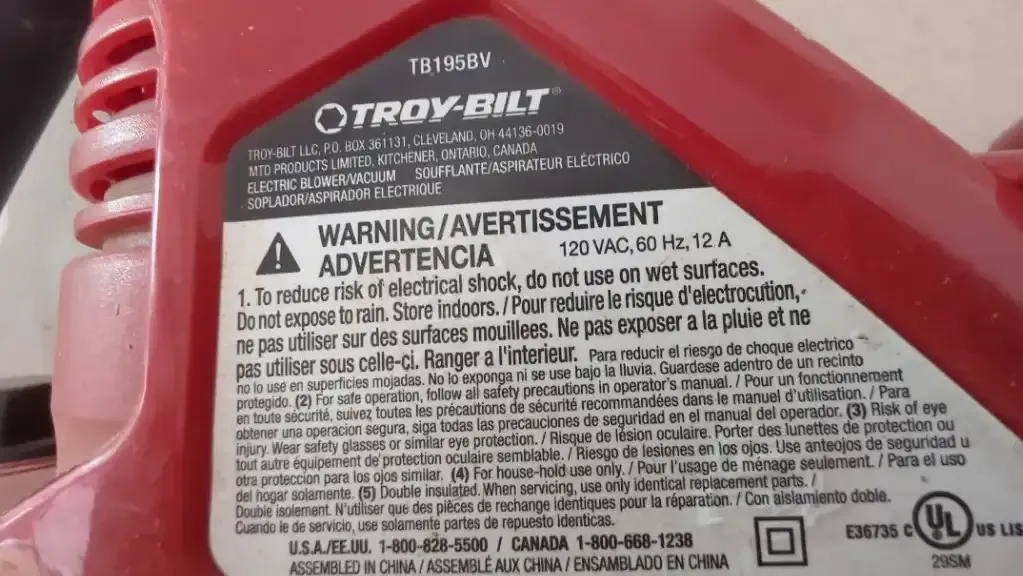 TB195BV
TROY-BILT®
TROY-BILT LLC, P.O. BOX 361131, CLEVELAND, OH 44136-0019
MTD PRODUCTS LIMITED, KITCHENER, ONTARIO, CANADA
ELECTRIC BLOWER/VACUUM SOUFFLANTE/ASPIRATEUR ELÉCTRICO
SOPLADOR/ASPIRADOR ELECTRIQUE
WARNING/AVERTISSEMENT
ADVERTENCIA 120 VAC, 60 Hz, 12 A
1. To reduce risk of electrical shock, do not use on wet surfaces.
Do not expose to rain. Store indoors. / Pour reduire le risque d'electrocution,
ne pas utiliser sur des surfaces mouillees. Ne pas exposer a la pluie et ne
pas utiliser sous celle-ci. Ranger a l'interieur. Para reducir el riesgo de choque electrico
no lo use en superficies mojadas. No lo exponga ni se use bajo la lluvia. Guardese adentro de un recinto
protegido. (2) For safe operation, follow all safety precautions in operator's manual. / Pour un fonctionnement
en toute sécurité, suivez toutes les précautions de sécurité recommandées dans le manuel d'utilisation. / Para
obtener una operacion segura, siga todas las precauciones de seguridad en el manual del operador. (3) Risk of eye
injury. Wear safety glasses or similar eye protection. / Risque de lésion oculaire. Porter des lunettes de protection ou
tout autre équipement de protection oculaire semblable. / Riesgo de lesiones en los ojos. Use anteojos de seguridad u
otra protección para los ojos similar. (4) For house-hold use only. / Pour l'usage de ménage seulement. / Para el uso
del hogar solamente. (5) Double insulated. When servicing, use only identical replacement parts. /
Double isolement. N'utiliser que des pièces de rechange identiques pour la réparation. / Con aislamiento doble.
Cuando le de servicio, use solamente partes de repuesto identicas.
U.S.A./EE.UU. 1-800-828-5500 / CANADA 1-800-668-1238
ASSEMBLED IN CHINA / ASSEMBLÉ AUX CHINA / ENSAMBLADO EN CHINA
E36735 C UL US LIS
29SM